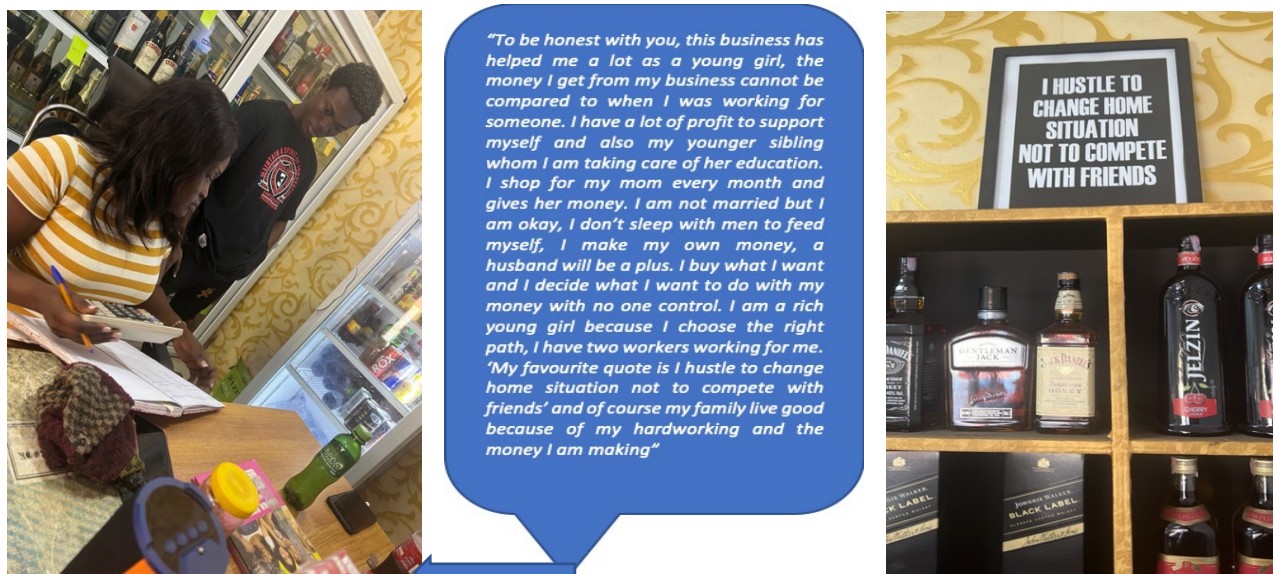 "To be honest with you, this business has
helped me a lot as a young girl, the
money I get from my business cannot be
compared to when I was working for
someone. I have a lot of profit to support
myself and also my younger sibling
whom I am taking care of her education.
I shop for my mom every month and
gives her money. I am not married but I
am okay, I don't sleep with men to feed
myself, I make my own money, a
husband will be a plus. I buy what I want
and I decide what I want to do with my
money with no one control. I am a rich
young girl because I choose the right
path, I have two workers working for me.
'My favourite quote is I hustle to change
home situation not to compete with
friends' and of course my family live good
because of my hardworking and the
money I am making"
I HUSTLE TO
CHANGE HOME
SITUATION
NOT TO COMPETE
WITH FRIENDS
GENTLEMAN
JACK
JACK DANIEL'S
HONEY
JELZIN
CHERRY
JOHNNIE WALKER
BLACK LABEL